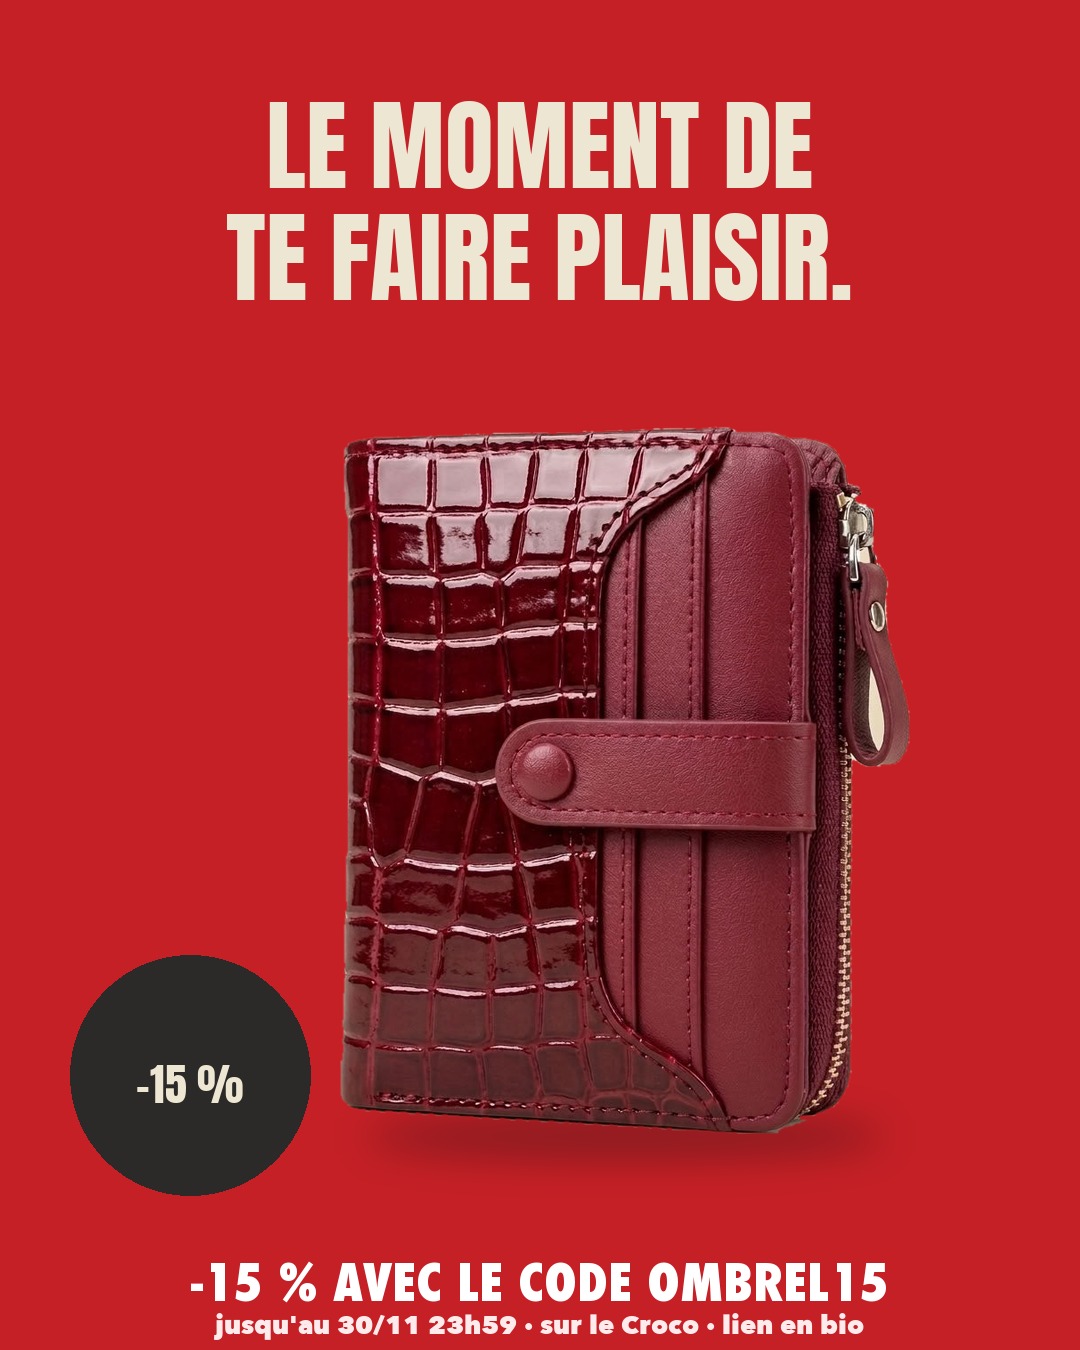 LE MOMENT DE
TE FAIRE PLAISIR.
-15 %
-15 % AVEC LE CODE OMBREL15
jusqu'au 30/11 23h59 · sur le Croco · lien en bio